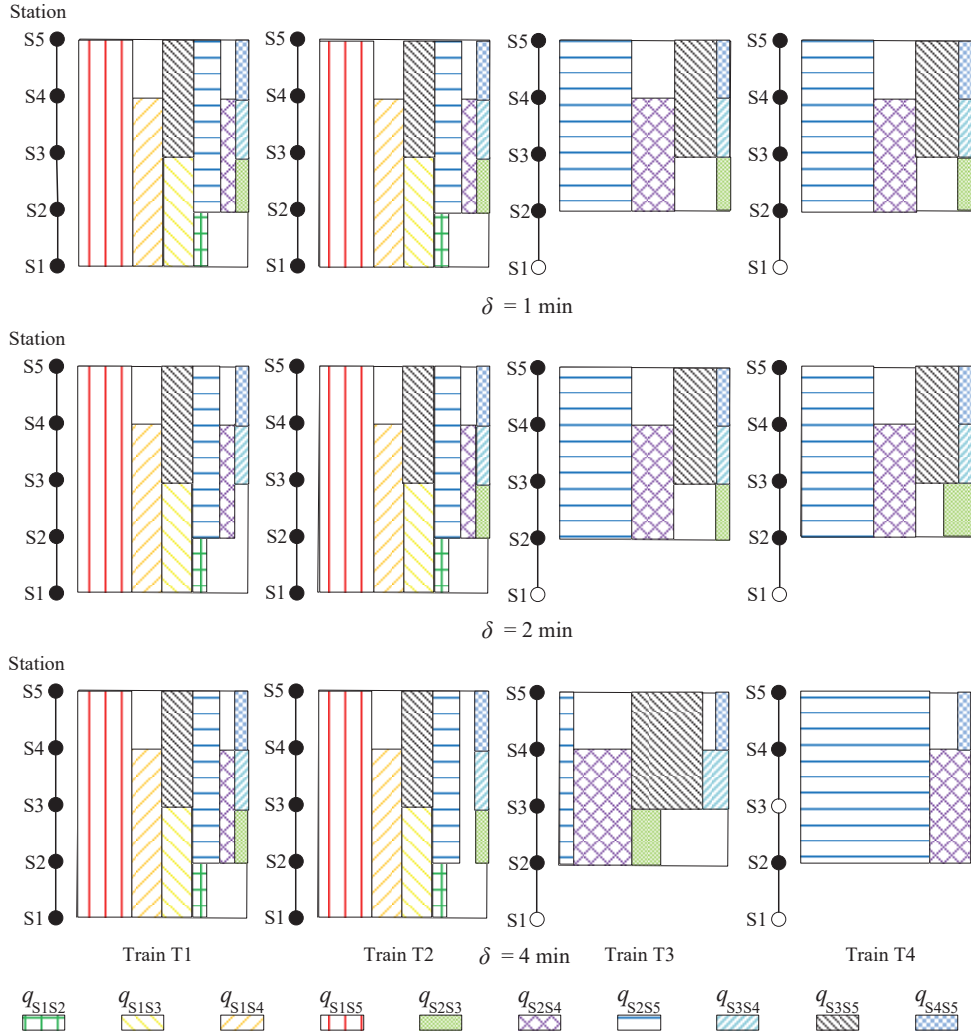 Station
S5 S5 S5 S5
S4 S4 S4 S4
S3 S3 S3 S3
S2 S2 S2 S2
S1 S1 S1 S1
δ = 1 min
Station
S5 S5 S5 S5
S4 S4 S4 S4
S3 S3 S3 S3
S2 S2 S2 S2
S1 S1 S1 S1
δ = 2 min
Station
S5 S5 S5 S5
S4 S4 S4 S4
S3 S3 S3 S3
S2 S2 S2 S2
S1 S1 S1 S1
Train T1 Train T2 δ = 4 min Train T3 Train T4
qS1S2 qS1S3 qS1S4 qS1S5 qS2S3 qS2S4 qS2S5 qS3S4 qS3S5 qS4S5